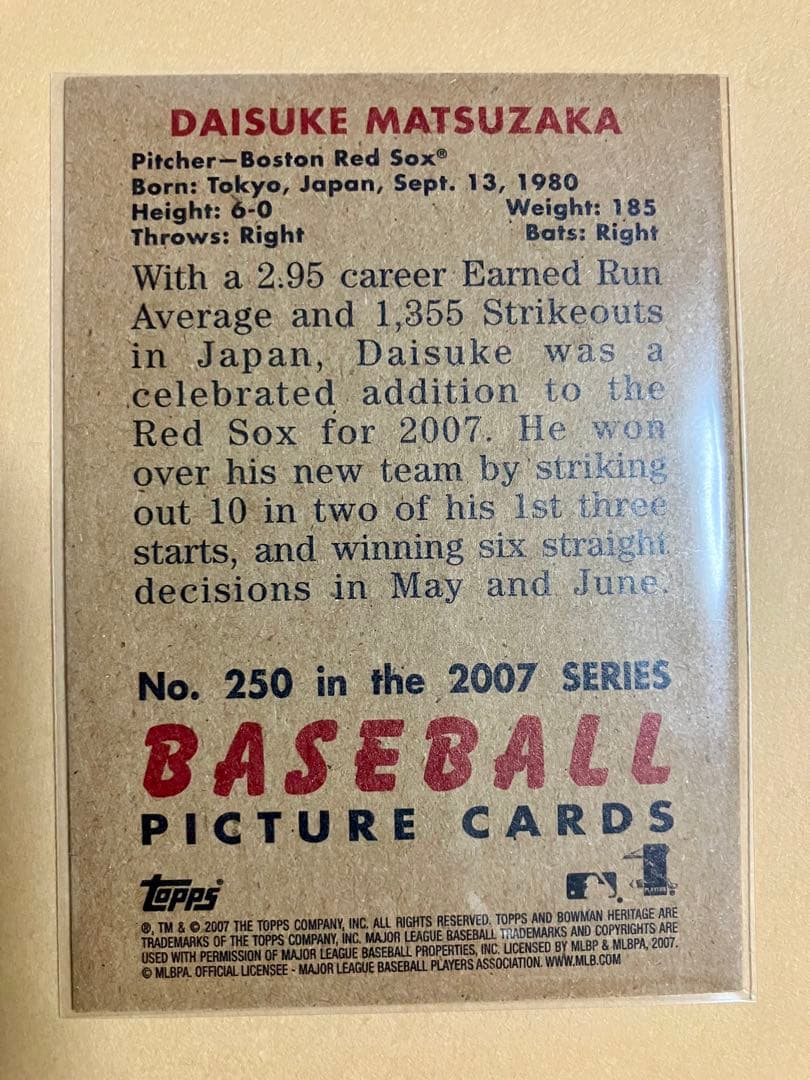 DAISUKE MATSUZAKA
Pitcher—Boston Red Sox®
Born: Tokyo, Japan, Sept. 13, 1980
Height: 6-0 Weight: 185
Throws: Right Bats: Right
With a 2.95 career Earned Run
Average and 1,355 Strikeouts
in Japan, Daisuke was a
celebrated addition to the
Red Sox for 2007. He won
over his new team by striking
out 10 in two of his 1st three
starts, and winning six straight
decisions in May and June.
No. 250 in the 2007 SERIES
BASEBALL
PICTURE CARDS
topps
PLAYERS
®, TM & © 2007 THE TOPPS COMPANY, INC. ALL RIGHTS RESERVED. TOPPS AND BOWMAN HERITAGE ARE
TRADEMARKS OF THE TOPPS COMPANY, INC. MAJOR LEAGUE BASEBALL TRADEMARKS AND COPYRIGHTS ARE
USED WITH PERMISSION OF MAJOR LEAGUE BASEBALL PROPERTIES, INC. LICENSED BY MLBP & MLBPA, 2007.
© MLBPA. OFFICIAL LICENSEE - MAJOR LEAGUE BASEBALL PLAYERS ASSOCIATION. WWW.MLB.COM